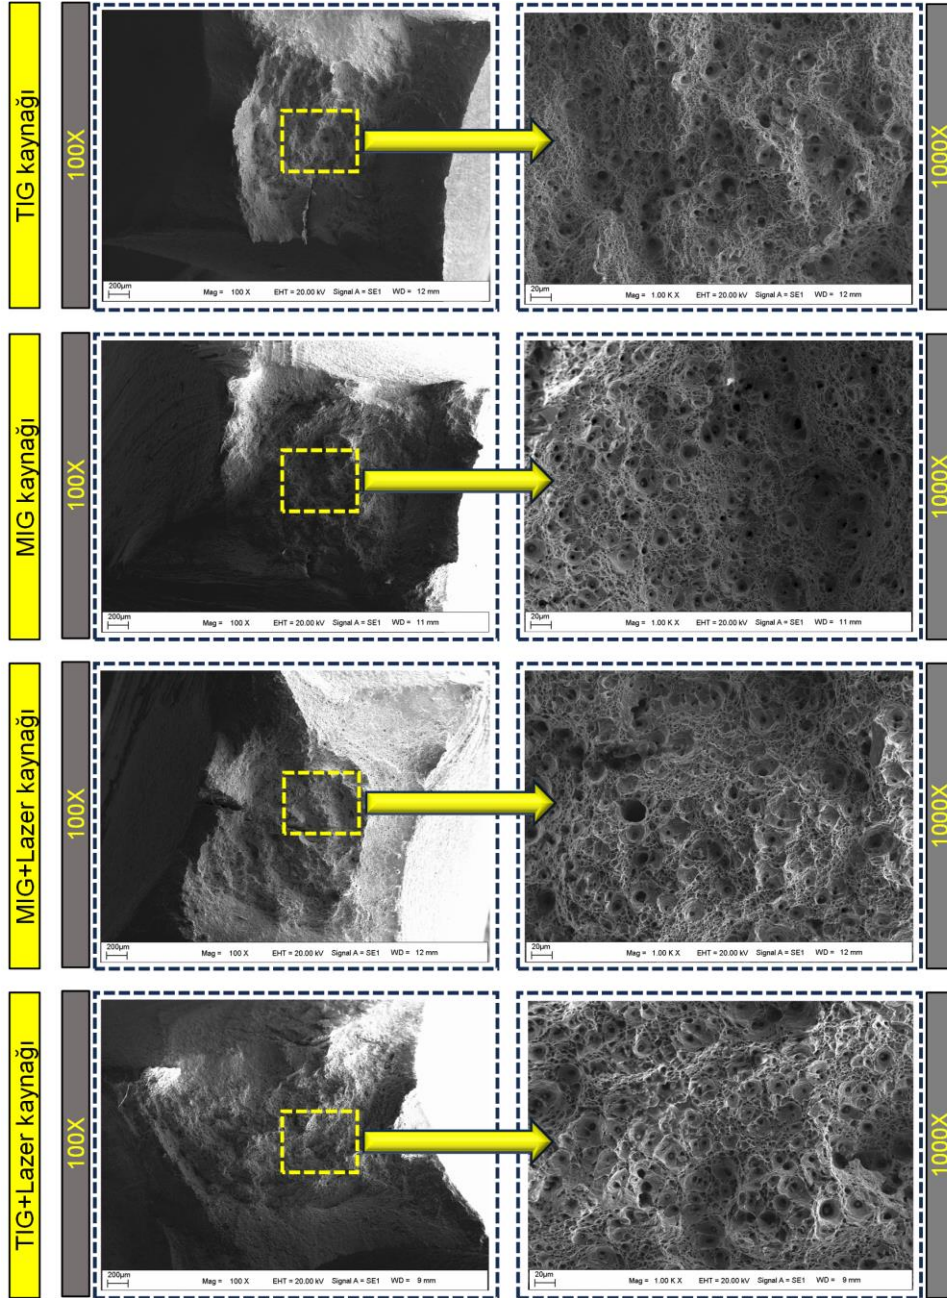 TIG kaynağı
100X
200µm
Mag = 100 X EHT = 20.00 kV Signal A = SE1 WD = 12 mm
20µm
Mag = 1.00 K X EHT = 20.00 kV Signal A = SE1 WD = 12 mm
1000X
MIG kaynağı
100X
200µm
Mag = 100 X EHT = 20.00 kV Signal A = SE1 WD = 11 mm
20µm
Mag = 1.00 K X EHT = 20.00 kV Signal A = SE1 WD = 11 mm
1000X
MIG+Lazer kaynağı
100X
200µm
Mag = 100 X EHT = 20.00 kV Signal A = SE1 WD = 12 mm
20µm
Mag = 1.00 K X EHT = 20.00 kV Signal A = SE1 WD = 12 mm
1000X
TIG+Lazer kaynağı
100X
200µm
Mag = 100 X EHT = 20.00 kV Signal A = SE1 WD = 9 mm
20µm
Mag = 1.00 K X EHT = 20.00 kV Signal A = SE1 WD = 9 mm
1000X